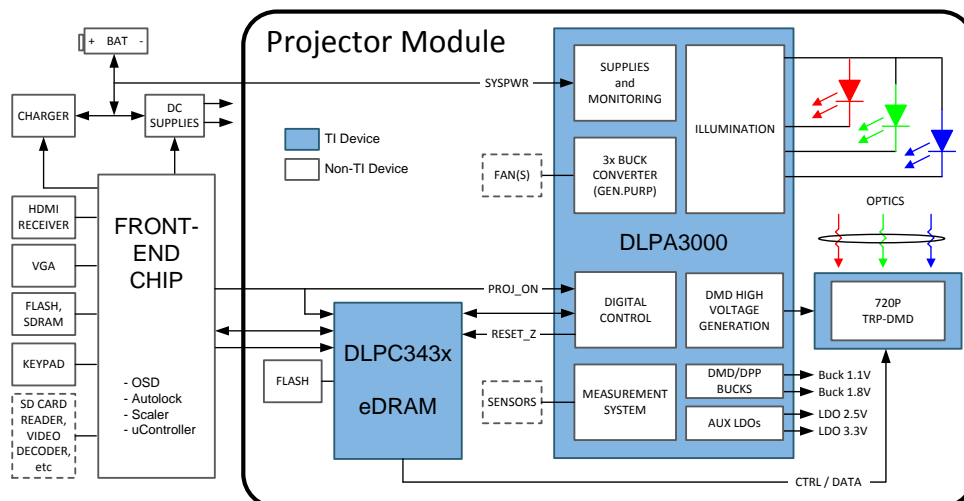 + BAT -
Projector Module
CHARGER
DC
SUPPLIES
SYSPWR
SUPPLIES
and
MONITORING
ILLUMINATION
TI Device
Non-TI Device
FAN(S)
3x BUCK
CONVERTER
(GEN.PURP)
HDMI
RECEIVER
VGA
FLASH,
SDRAM
KEYPAD
SD CARD
READER,
VIDEO
DECODER,
etc
FRONT-
END
CHIP
- OSD
- Autolock
- Scaler
- uController
DLPA3000
OPTICS
PROJ_ON
RESET_Z
DIGITAL
CONTROL
DMD HIGH
VOLTAGE
GENERATION
720P
TRP-DMD
DLPC343x
eDRAM
FLASH
SENSORS
MEASUREMENT
SYSTEM
DMD/DPP
BUCKS
AUX LDOs
Buck 1.1V
Buck 1.8V
LDO 2.5V
LDO 3.3V
CTRL / DATA